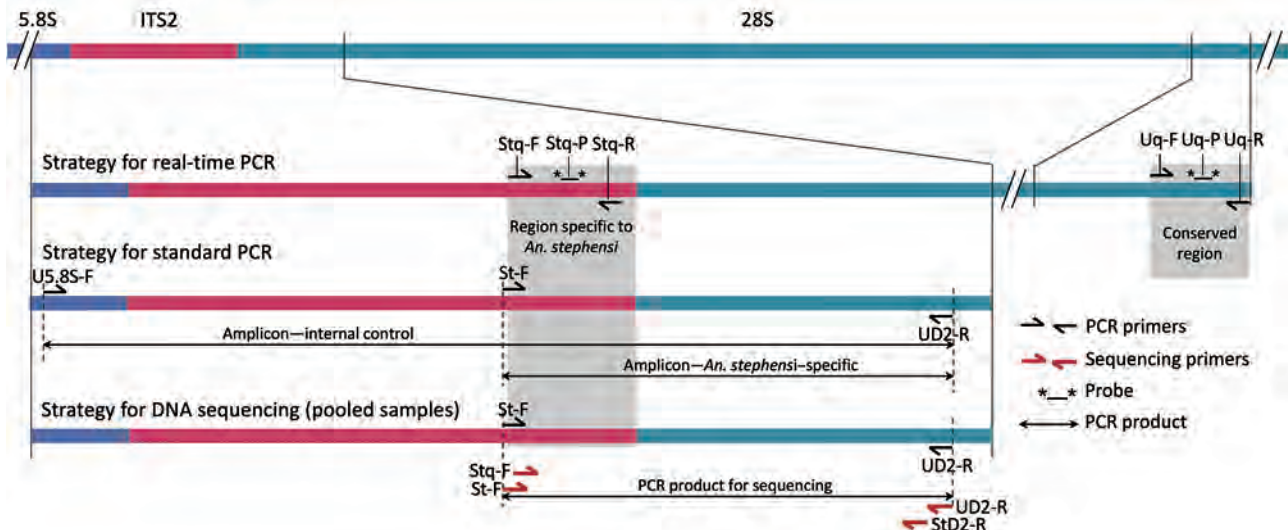 5.8S ITS2 28S
Stq-F Stq-P Stq-R Uq-F Uq-P Uq-R
Strategy for real-time PCR
*_* *_*
Region specific to
An. stephensi
Conserved
region
Strategy for standard PCR
U5.8S-F St-F
UD2-R
Amplicon—internal control
Amplicon—An. stephensi–specific
PCR primers
Sequencing primers
*_* Probe
PCR product
Strategy for DNA sequencing (pooled samples) St-F
UD2-R
Stq-F
St-F
PCR product for sequencing
UD2-R
StD2-R